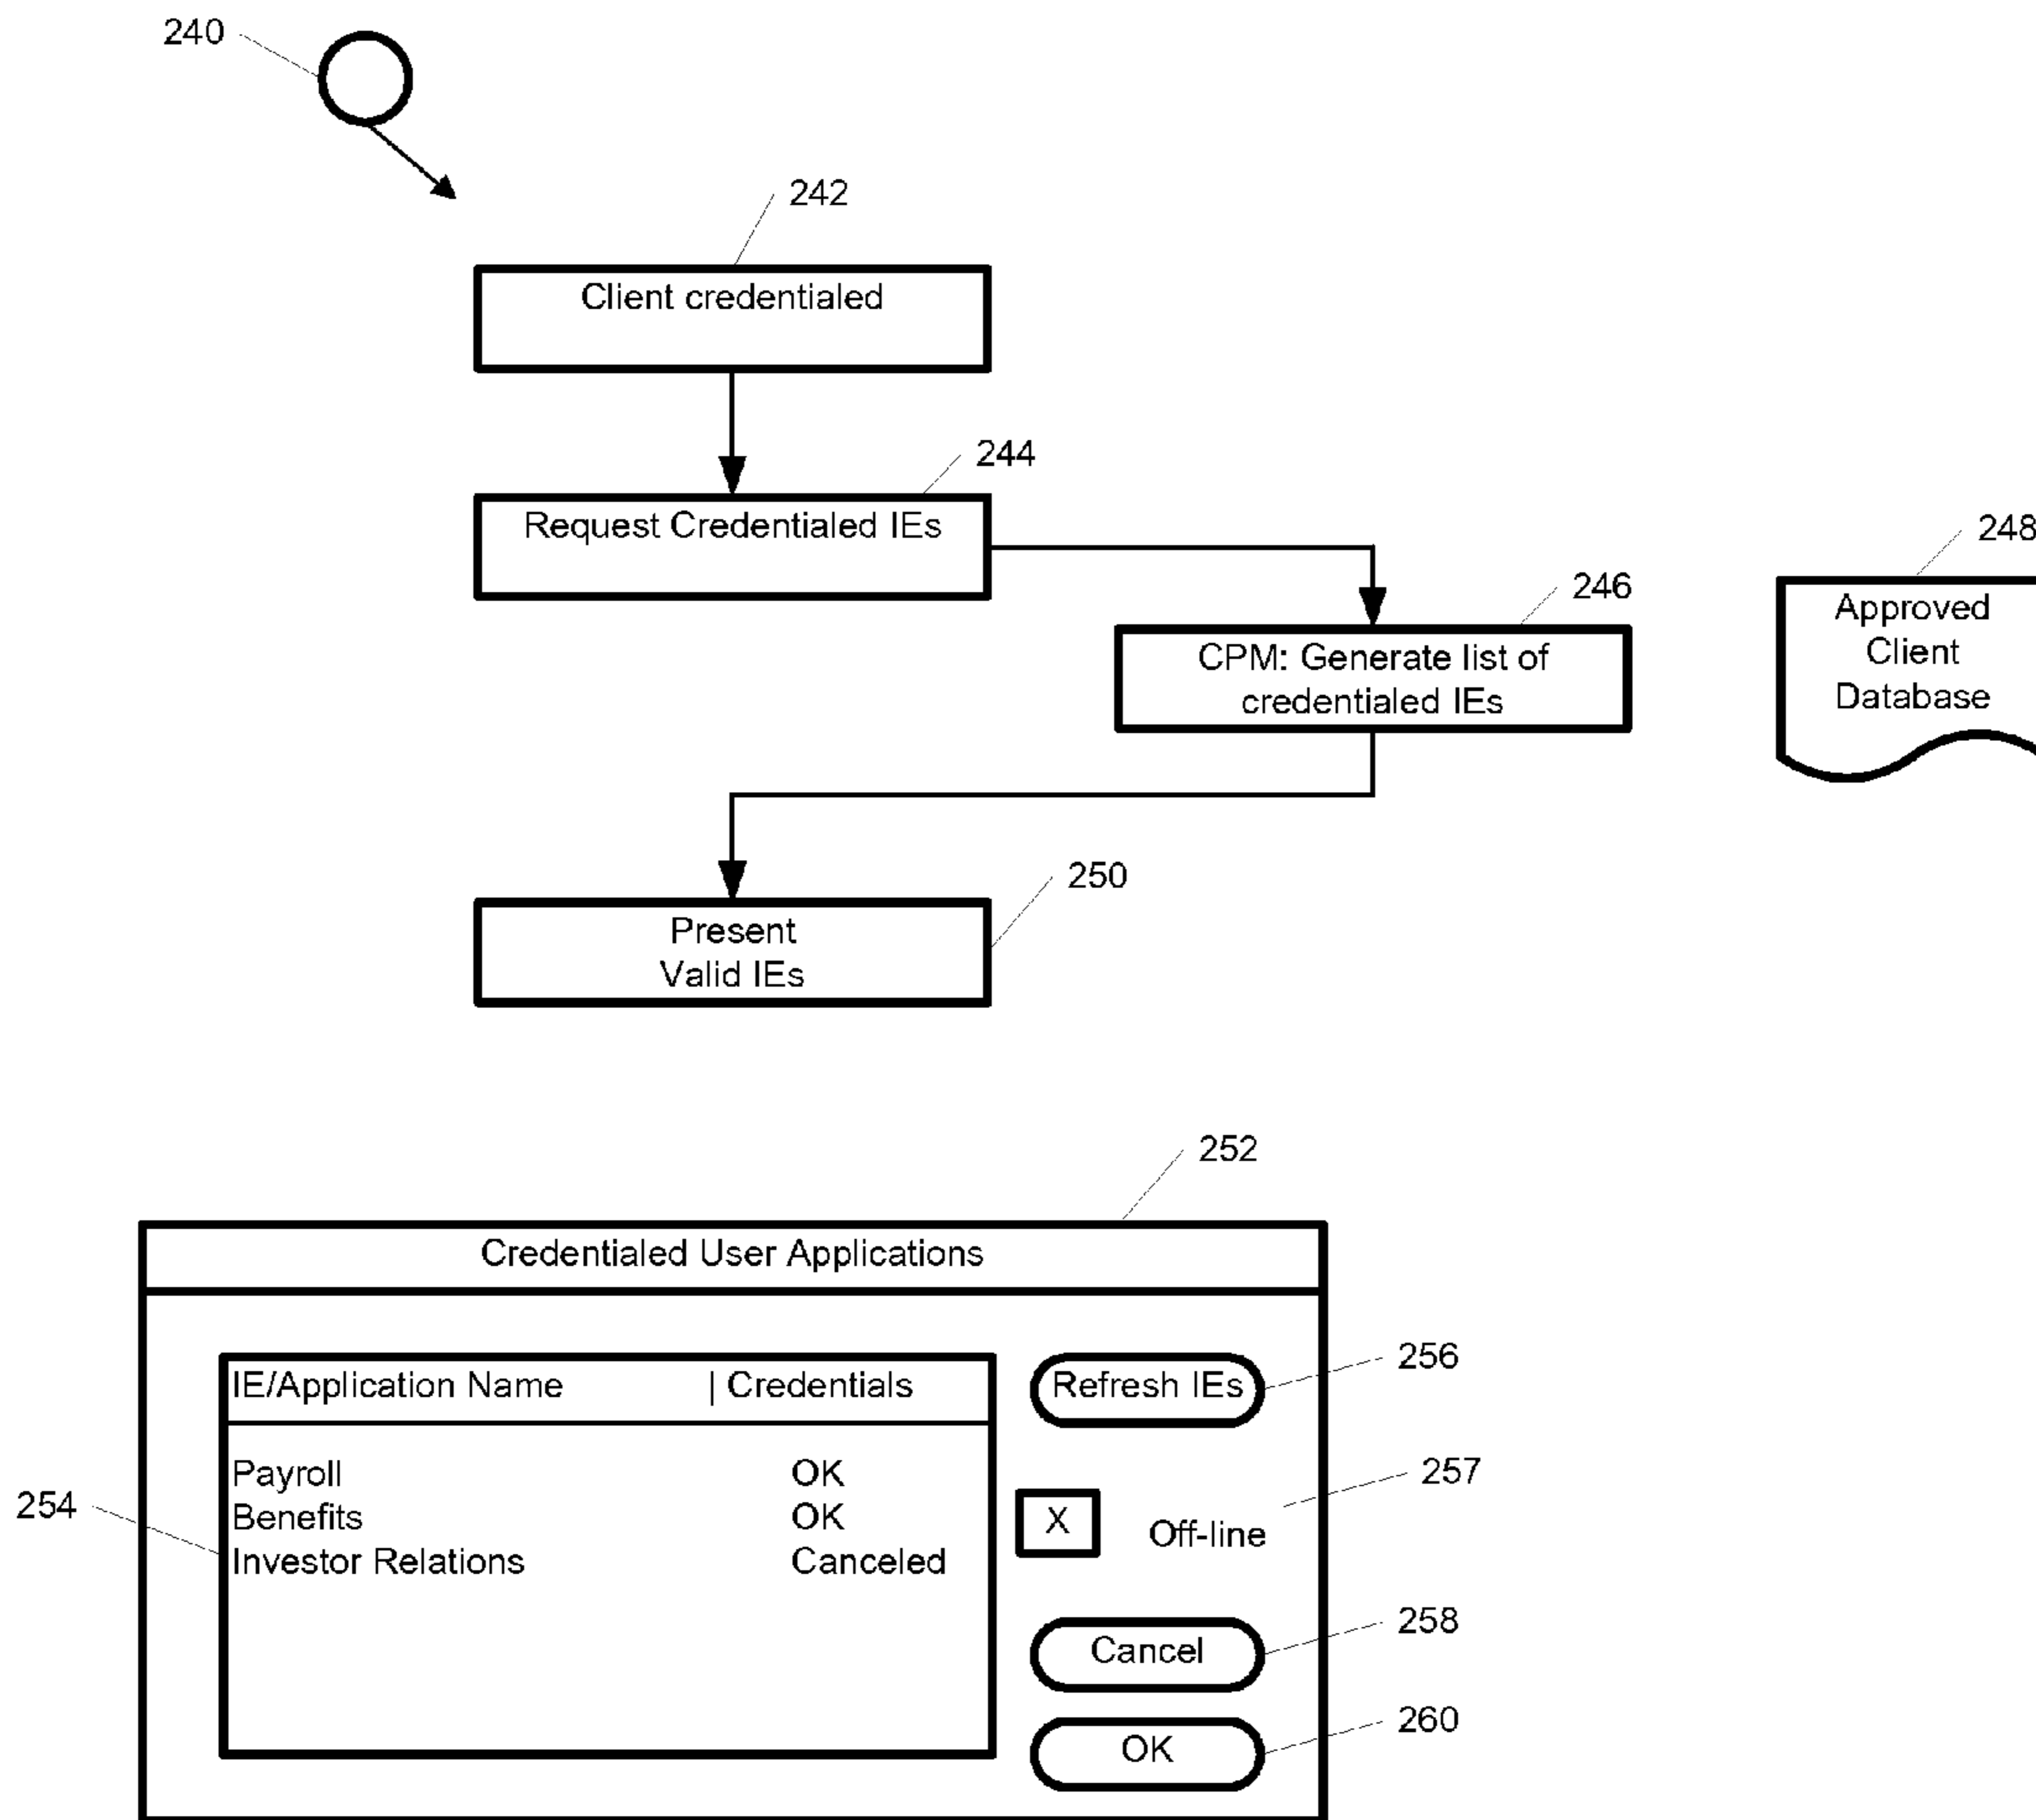 240
242
Client credentialed
244
Request Credentialed IEs
248
246
Approved
Client
Database
CPM: Generate list of
credentialed IEs
250
Present
Valid IEs
252
Credentialed User Applications
IE/Application Name | Credentials
Refresh IEs
256
Payroll OK
257
254
Benefits OK
X Off-line
Investor Relations Canceled
258
Cancel
260
OK